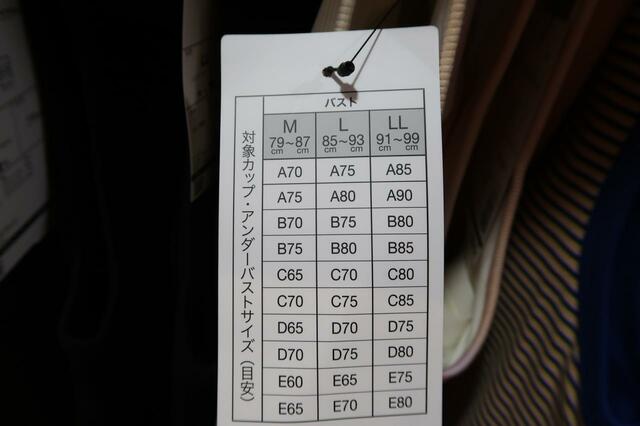 バスト
M L LL
79~87 85~93 91~99
cm cm cm cm cm cm
対象カップ・アンダーバストサイズ(目安)
A70 A75 A85
A75 A80 A90
B70 B75 B80
B75 B80 B85
C65 C70 C80
C70 C75 C85
D65 D70 D75
D70 D75 D80
E60 E65 E75
E65 E70 E80